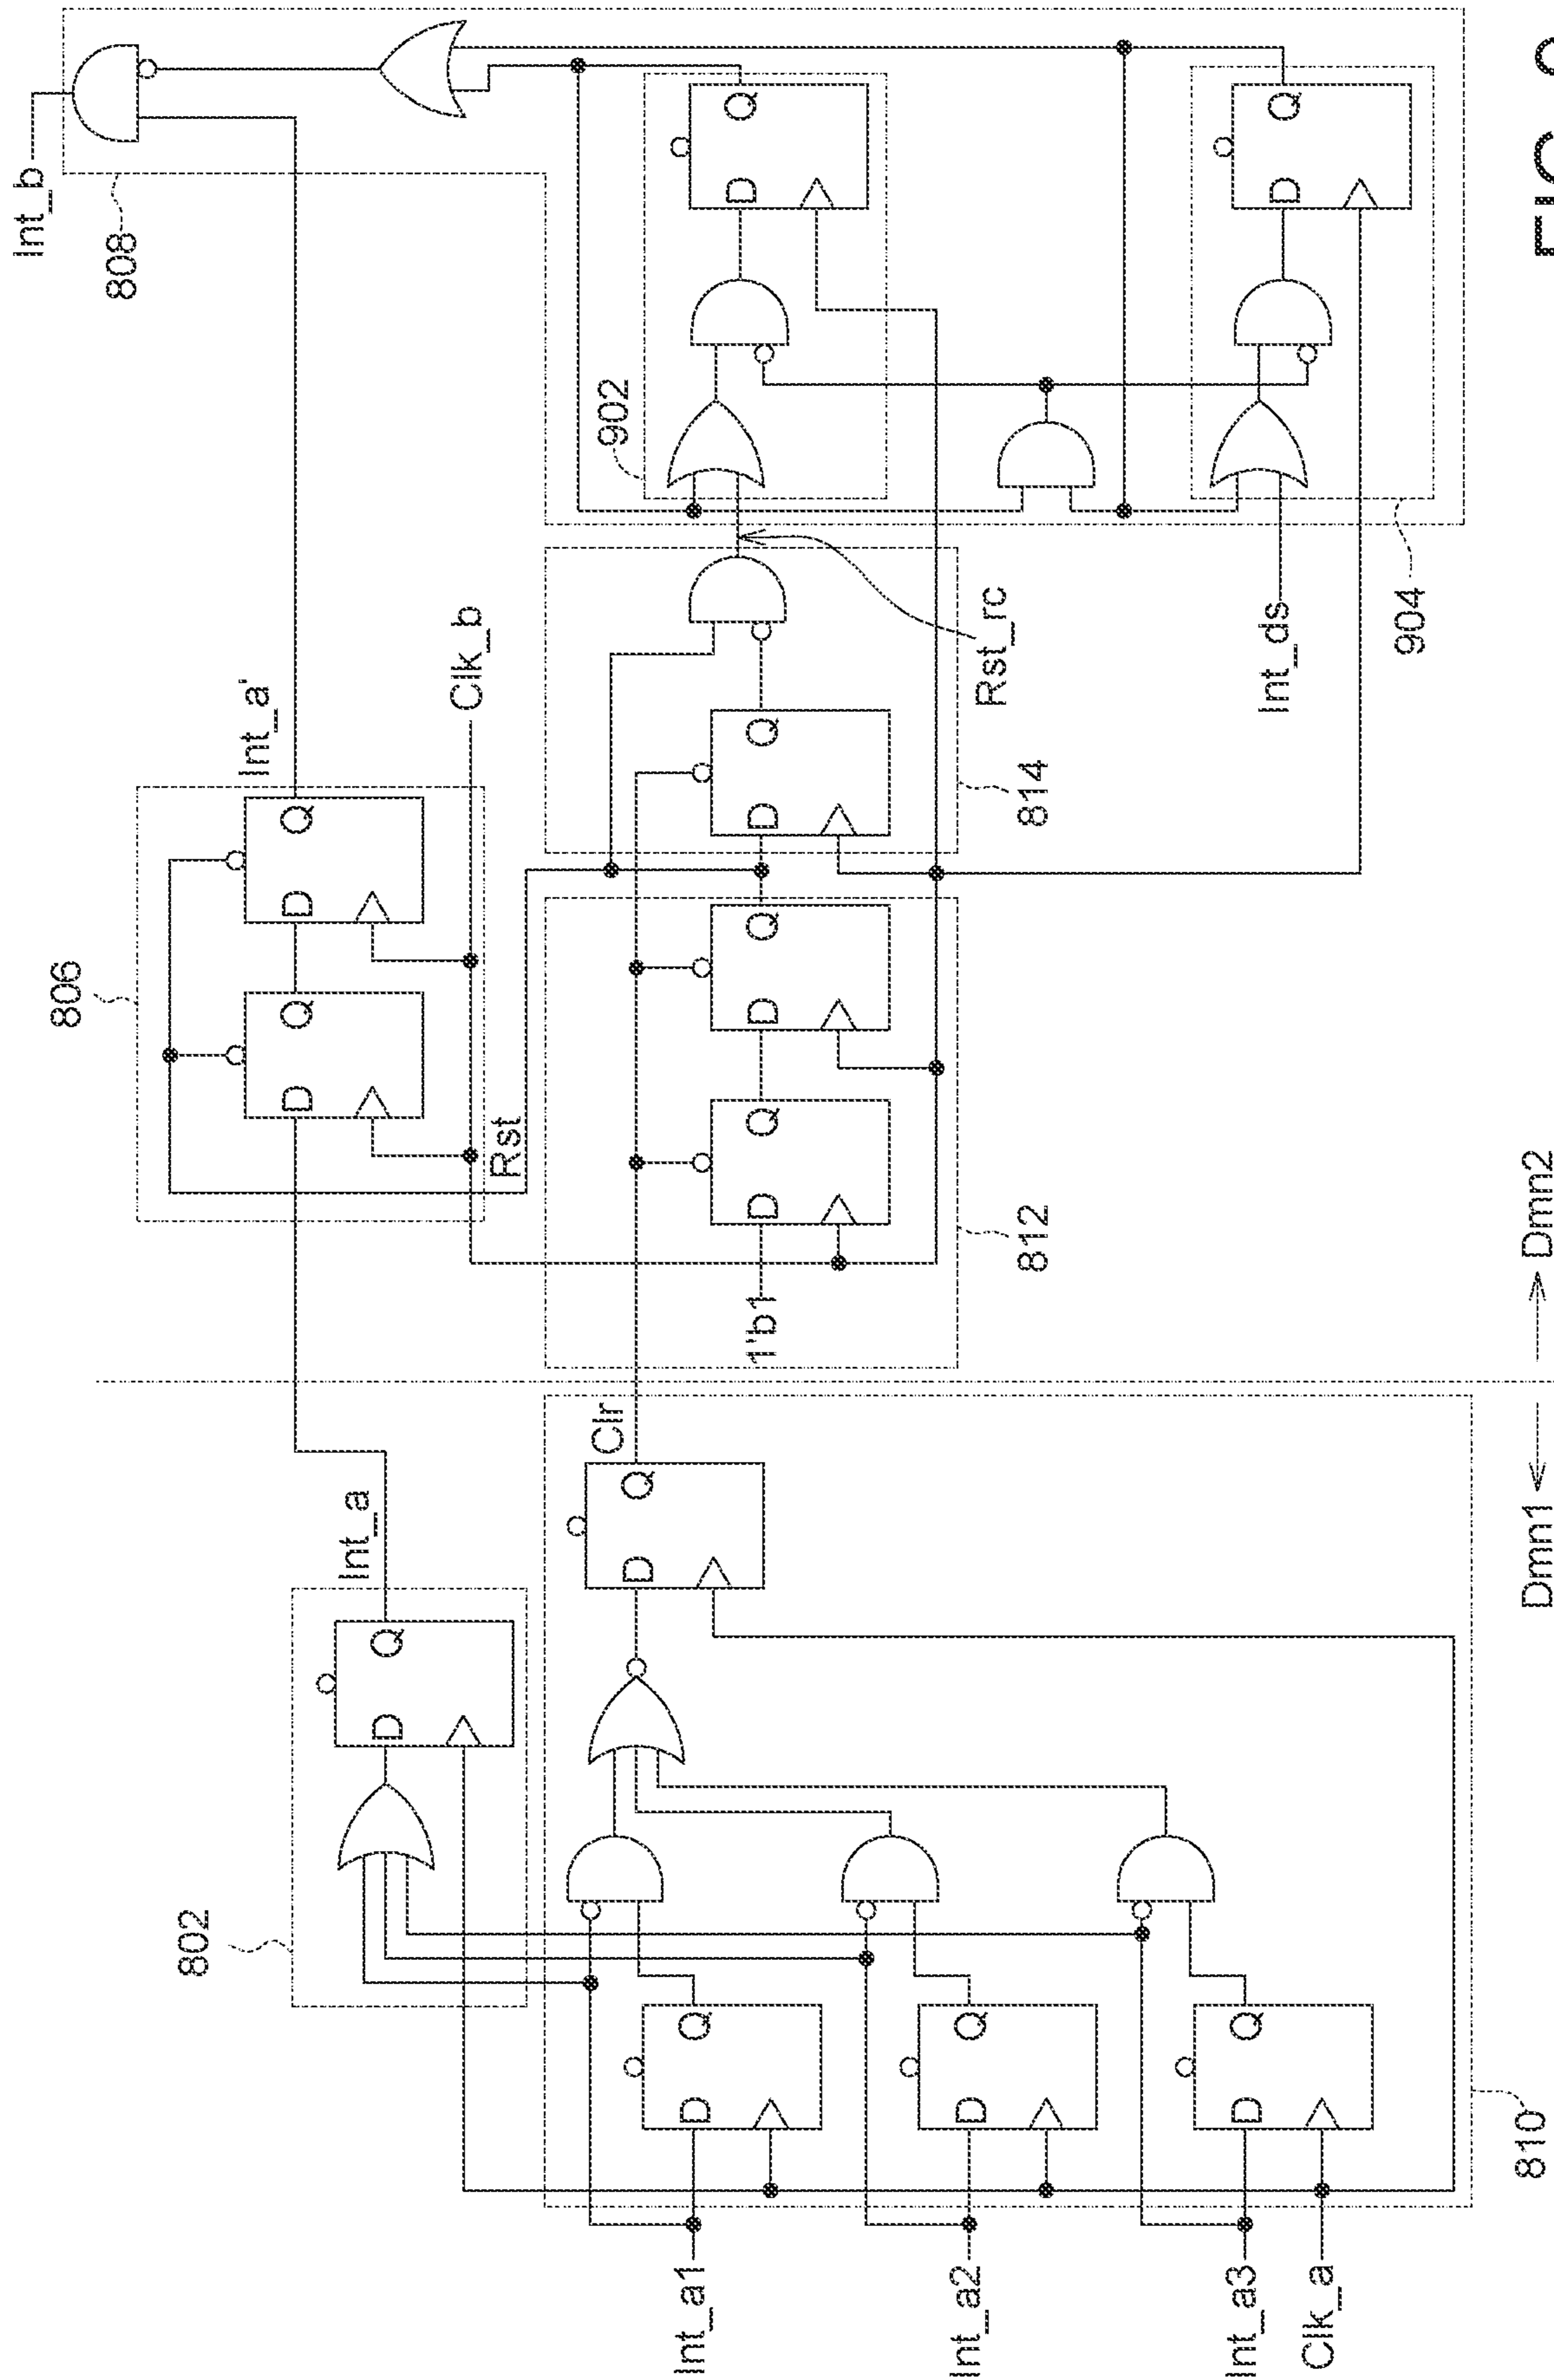 Int_a1
Int_a2
Int_a3
Clk_a
802
D
Q
Int_a
810
D
Q
D
Q
D
Q
D
Q
Clr
Dmn1
Dmn2
806
D
Q
D
Q
Int_a'
Rst
Clk_b
1'b1
D
Q
D
Q
812
D
Q
814
Rst_rc
Int_ds
902
D
Q
904
D
Q
808
Int_b